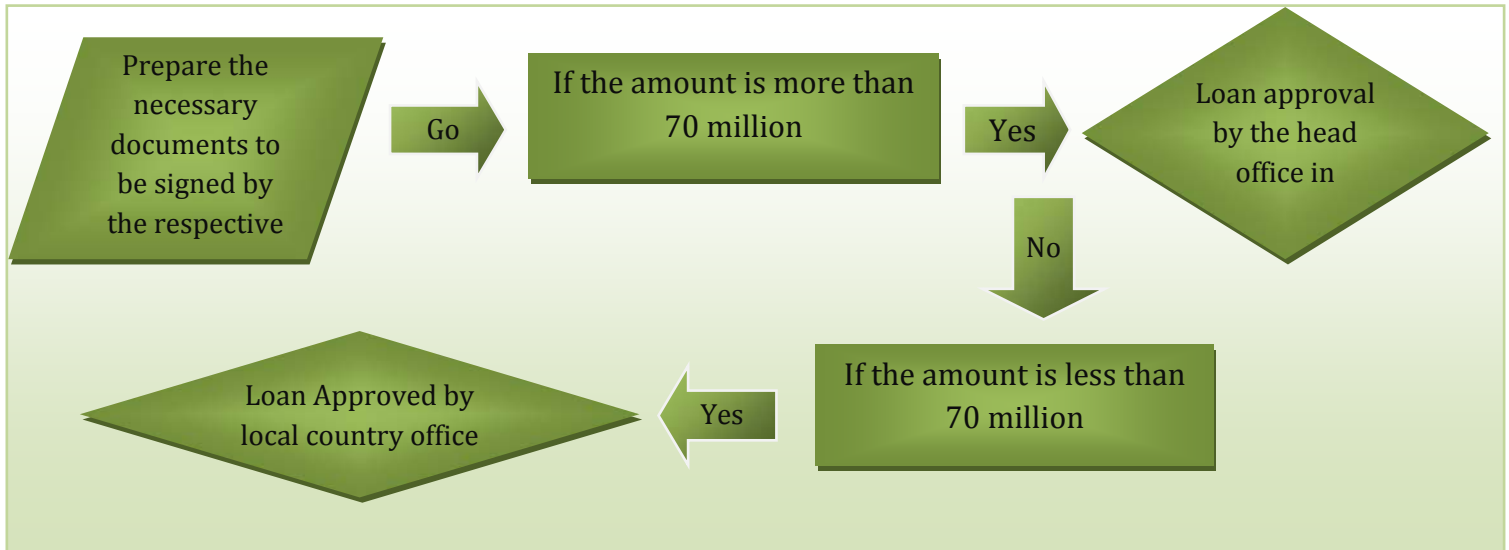 Prepare the
necessary
documents to
be signed by
the respective
Go
If the amount is more than
70 million
Yes
Loan approval
by the head
office in
No
If the amount is less than
70 million
Yes
Loan Approved by
local country office